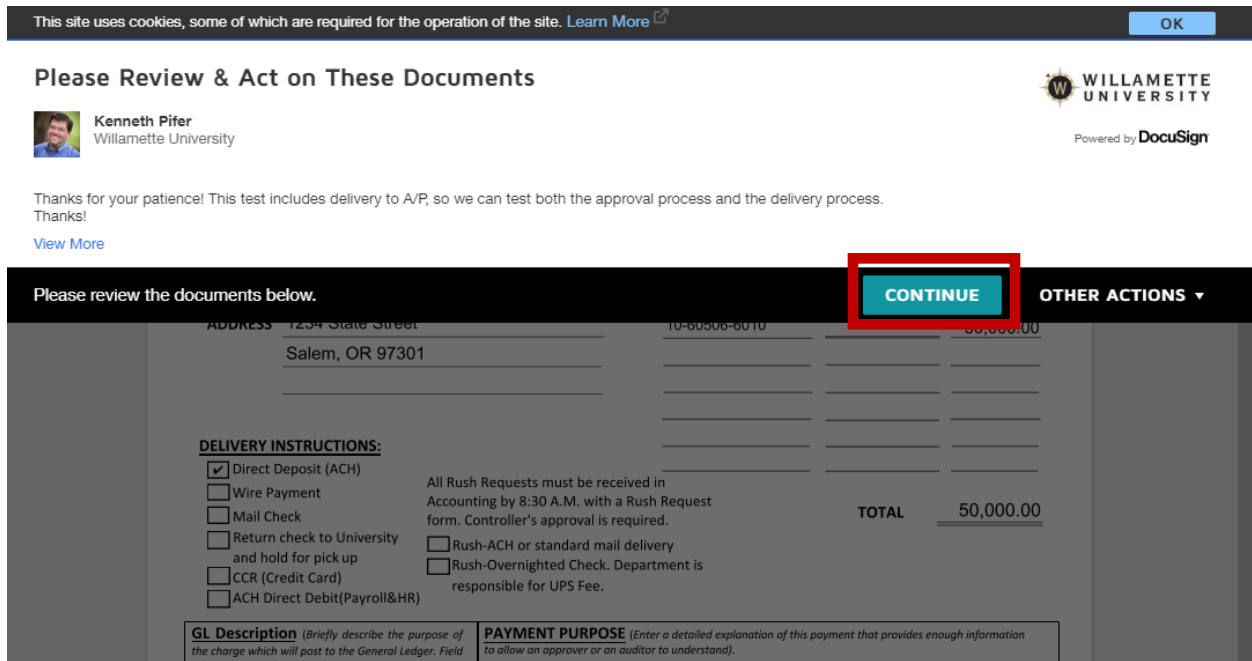 This site uses cookies, some of which are required for the operation of the site. Learn More
OK
Please Review & Act on These Documents
WILLAMETTE
UNIVERSITY
W
Kenneth Pifer
Willamette University
Powered by DocuSign
Thanks for your patience! This test includes delivery to A/P, so we can test both the approval process and the delivery process.
Thanks!
View More
Please review the documents below.
CONTINUE
OTHER ACTIONS
ADDRESS 1234 State Street 10-60506-6010 50,000.00
Salem, OR 97301
DELIVERY INSTRUCTIONS:
Direct Deposit (ACH)
Wire Payment
Mail Check
Return check to University
and hold for pick up
CCR (Credit Card)
ACH Direct Debit(Payroll&HR)
All Rush Requests must be received in
Accounting by 8:30 A.M. with a Rush Request
form. Controller's approval is required.
Rush-ACH or standard mail delivery
Rush-Overnighted Check. Department is
responsible for UPS Fee.
TOTAL 50,000.00
GL Description (Briefly describe the purpose of
the charge which will post to the General Ledger. Field
PAYMENT PURPOSE (Enter a detailed explanation of this payment that provides enough information
to allow an approver or an auditor to understand).